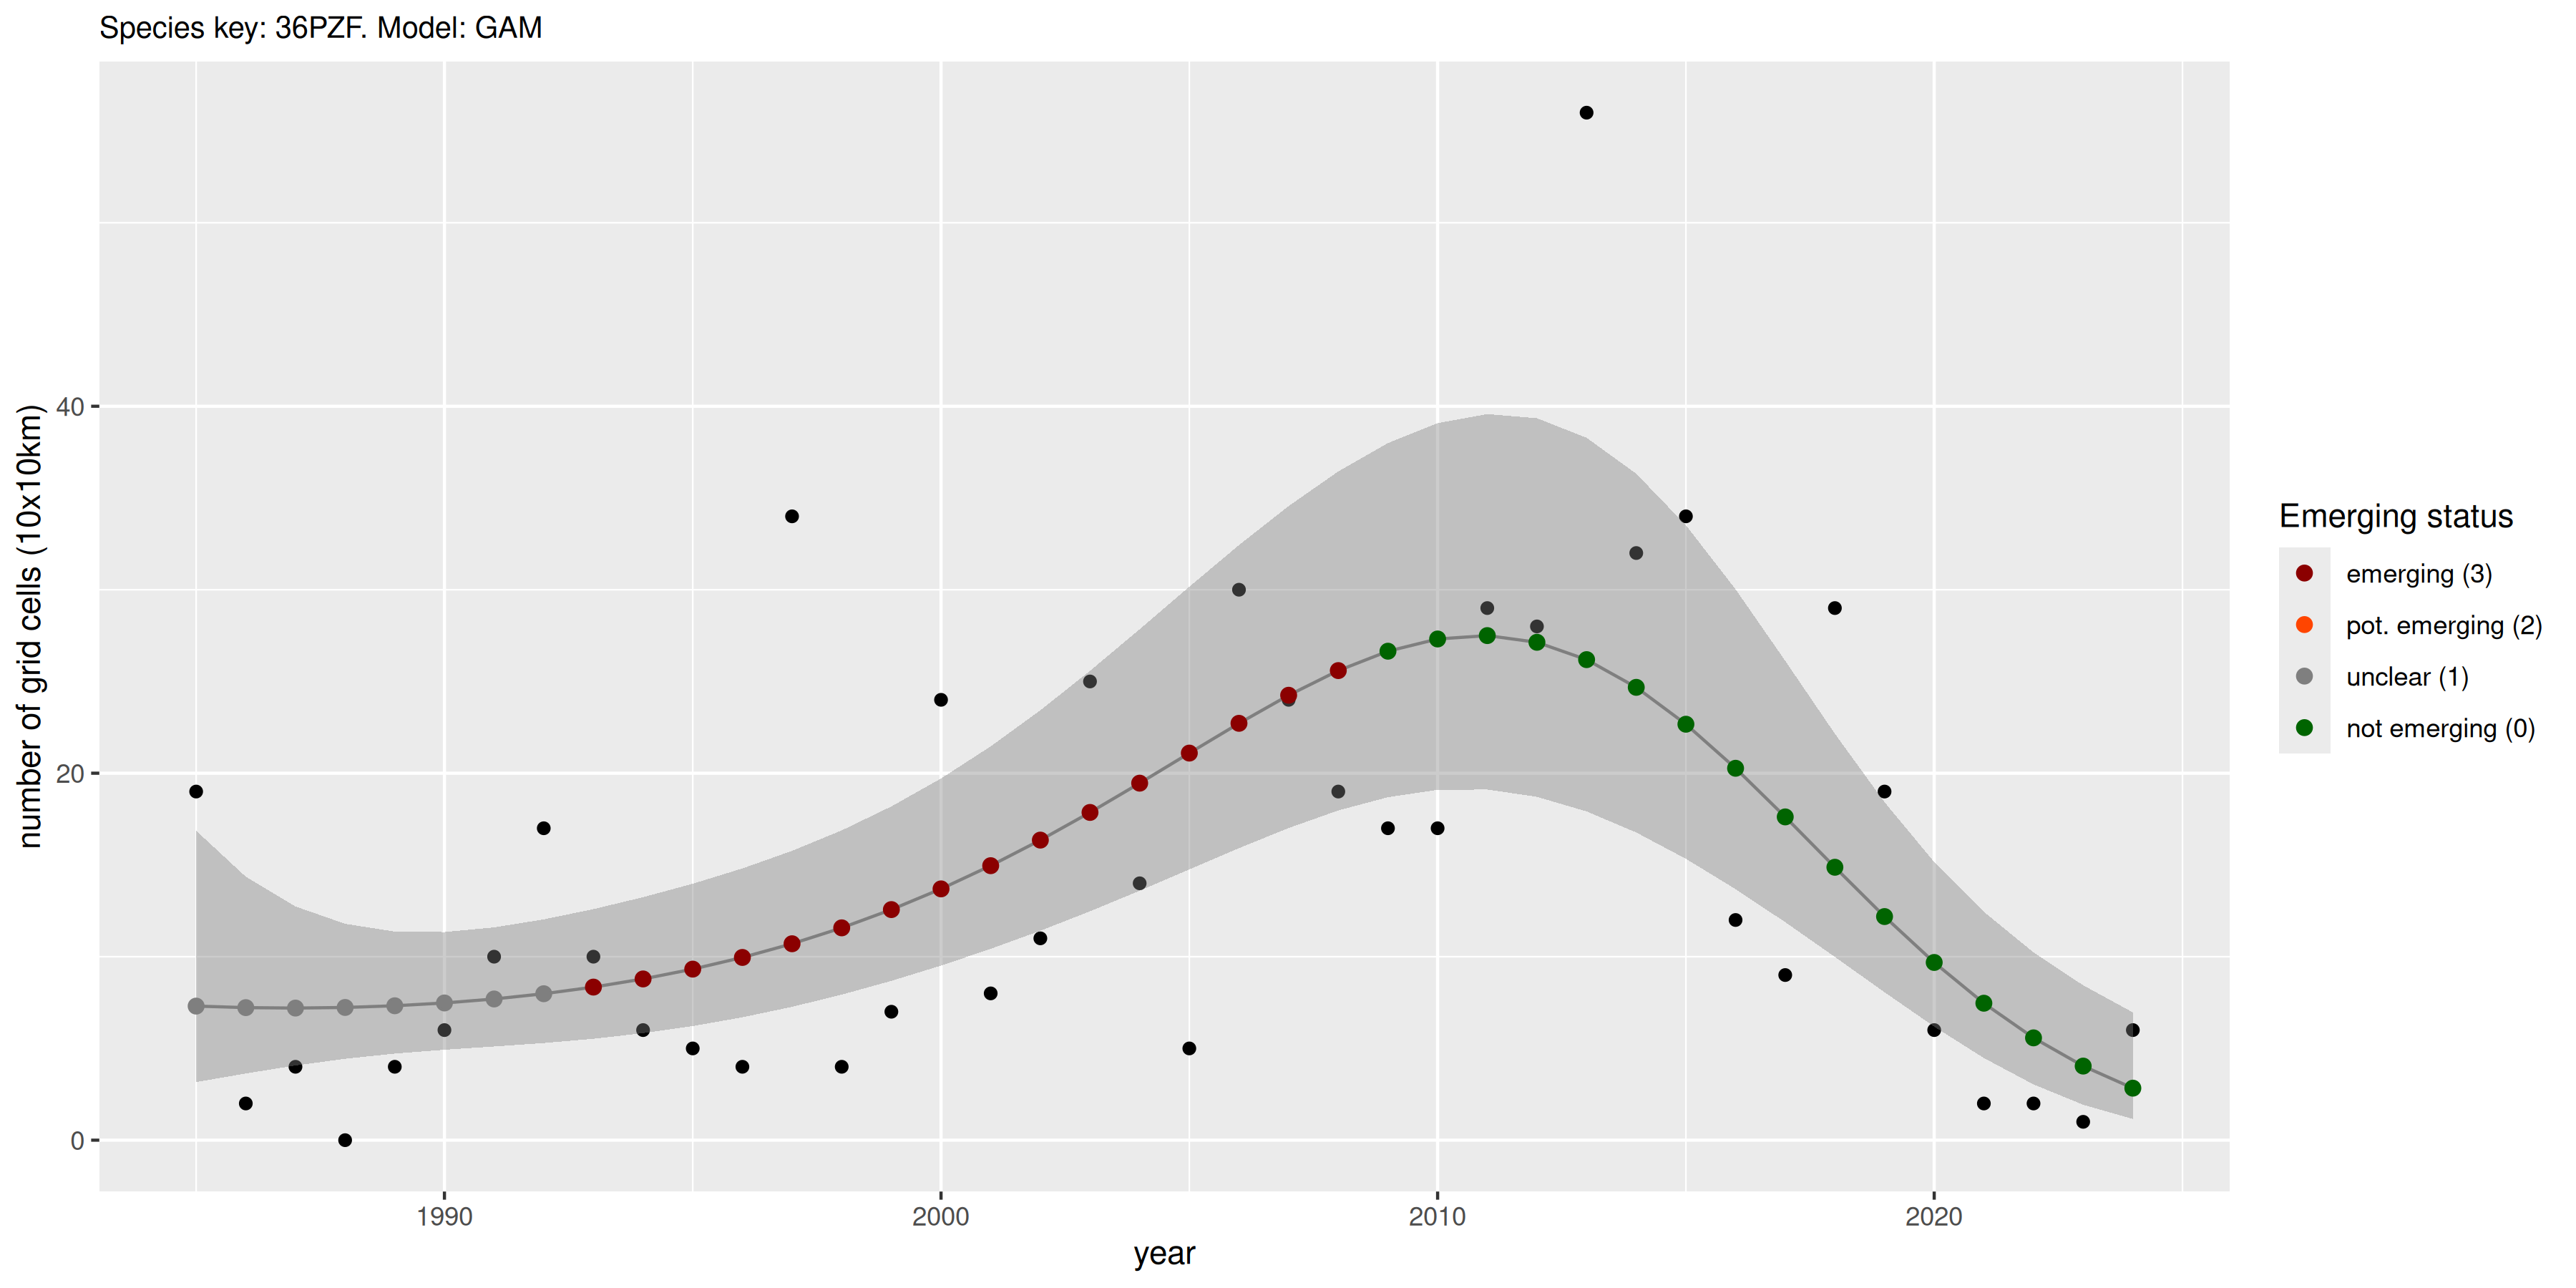 Species key: 36PZF. Model: GAM
number of grid cells (10x10km)
40
20
0
1990
2000
2010
2020
year
Emerging status
emerging (3)
pot. emerging (2)
unclear (1)
not emerging (0)